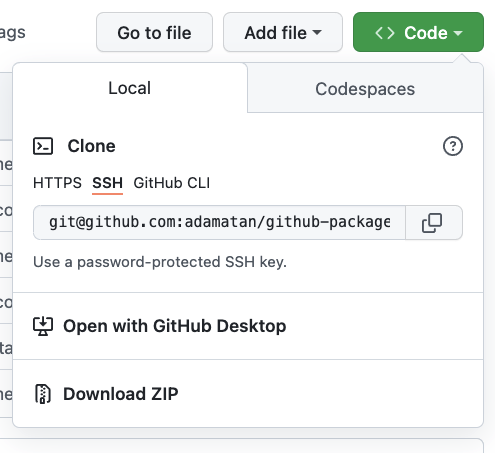 ags
Go to file
Add file
Code
Local
Codespaces
Clone
HTTPS SSH GitHub CLI
git@github.com:adamatan/github-package
Use a password-protected SSH key.
Open with GitHub Desktop
Download ZIP